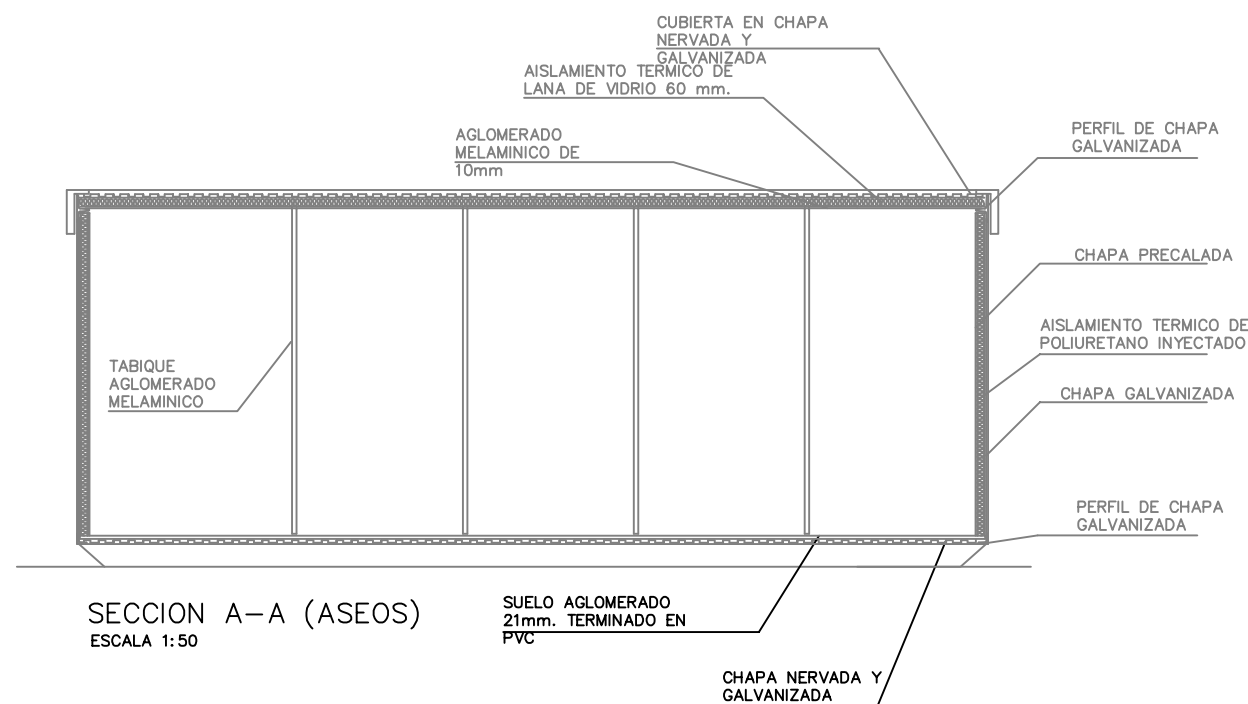 CUBIERTA EN CHAPA
NERVADA Y
GALVANIZADA
AISLAMIENTO TERMICO DE
LANA DE VIDRIO 60 mm.
AGLOMERADO
MELAMINICO DE
10mm
PERFIL DE CHAPA
GALVANIZADA
CHAPA PRECALADA
AISLAMIENTO TERMICO DE
POLIURETANO INYECTADO
TABIQUE
AGLOMERADO
MELAMINICO
CHAPA GALVANIZADA
PERFIL DE CHAPA
GALVANIZADA
SECCION A-A (ASEOS)
ESCALA 1:50
SUELO AGLOMERADO
21mm. TERMINADO EN
PVC
CHAPA NERVADA Y
GALVANIZADA